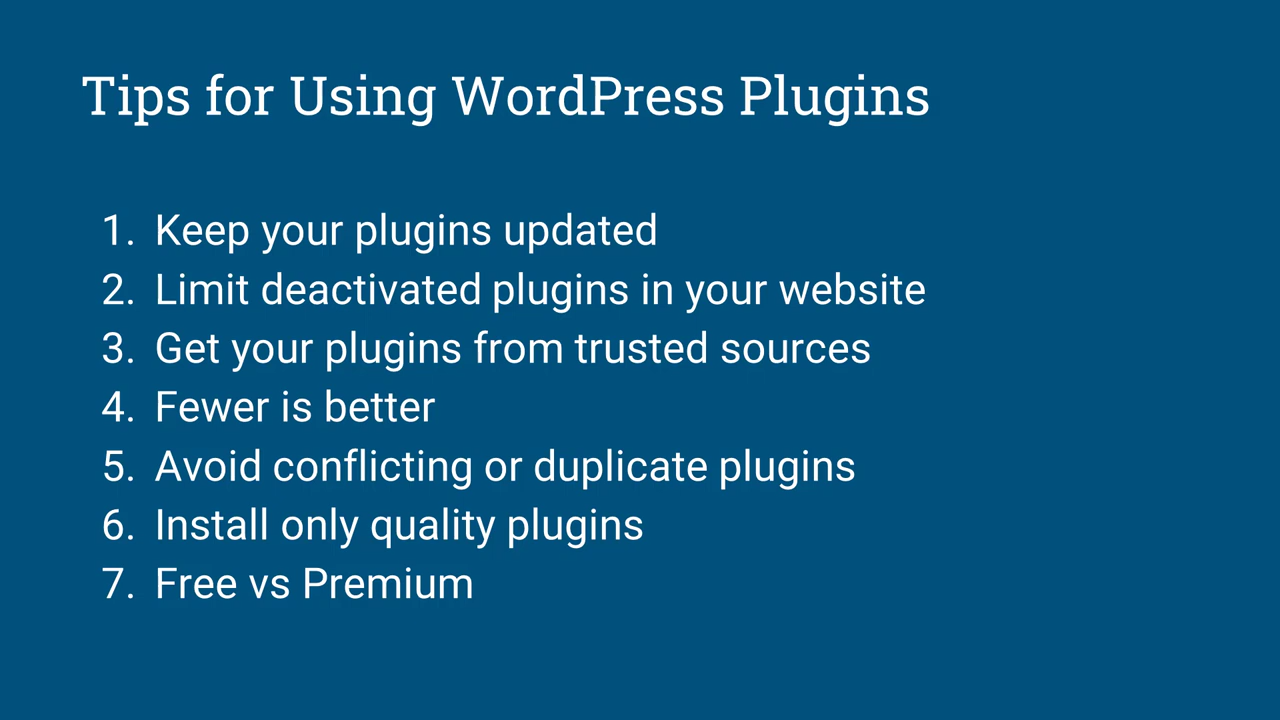 Tips for Using WordPress Plugins
1. Keep your plugins updated
2. Limit deactivated plugins in your website
3. Get your plugins from trusted sources
4. Fewer is better
5. Avoid conflicting or duplicate plugins
6. Install only quality plugins
7. Free vs Premium